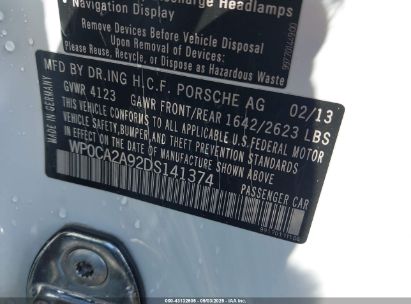 scharge Headlamps
Navigation Display
Remove Devices Before Vehicle Disposal
Upon Removal of Devices:
Please Reuse, Recycle or Dispose as Hazardous Waste
MFD BY DR.ING H.C.F. PORSCHE AG 02/13
GVWR 4123 GAWR FRONT/REAR 1642/2623 LBS
THIS VEHICLE CONFORMS TO ALL APPLICABLE U.S. FEDERAL MOTOR
VEHICLE SAFETY, BUMPER AND THEFT PREVENTION STANDARDS
IN EFFECT ON THE DATE OF MANUFACTURE SHOWN ABOVE.
WP0CA2A92DS141374 PASSENGER CAR
MADE IN GERMANY